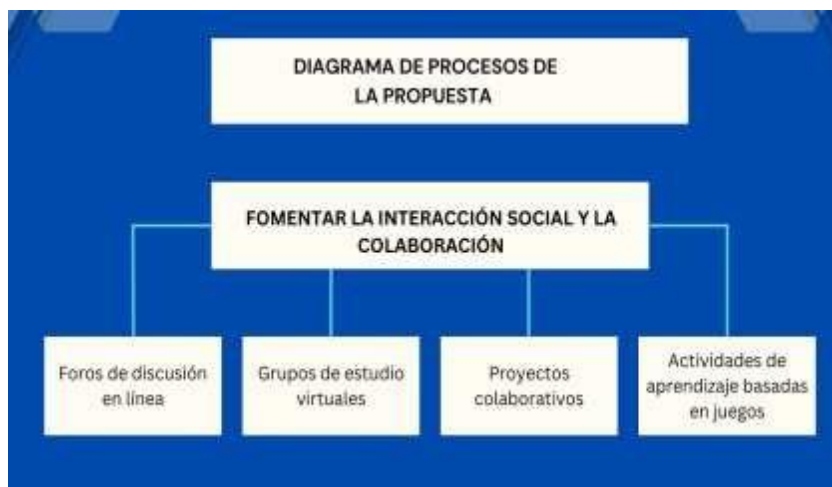 DIAGRAMA DE PROCESOS DE
LA PROPUESTA
FOMENTAR LA INTERACCIÓN SOCIAL Y LA
COLABORACIÓN
Foros de discusión
en línea
Grupos de estudio
virtuales
Proyectos
colaborativos
Actividades de
aprendizaje basadas
en juegos